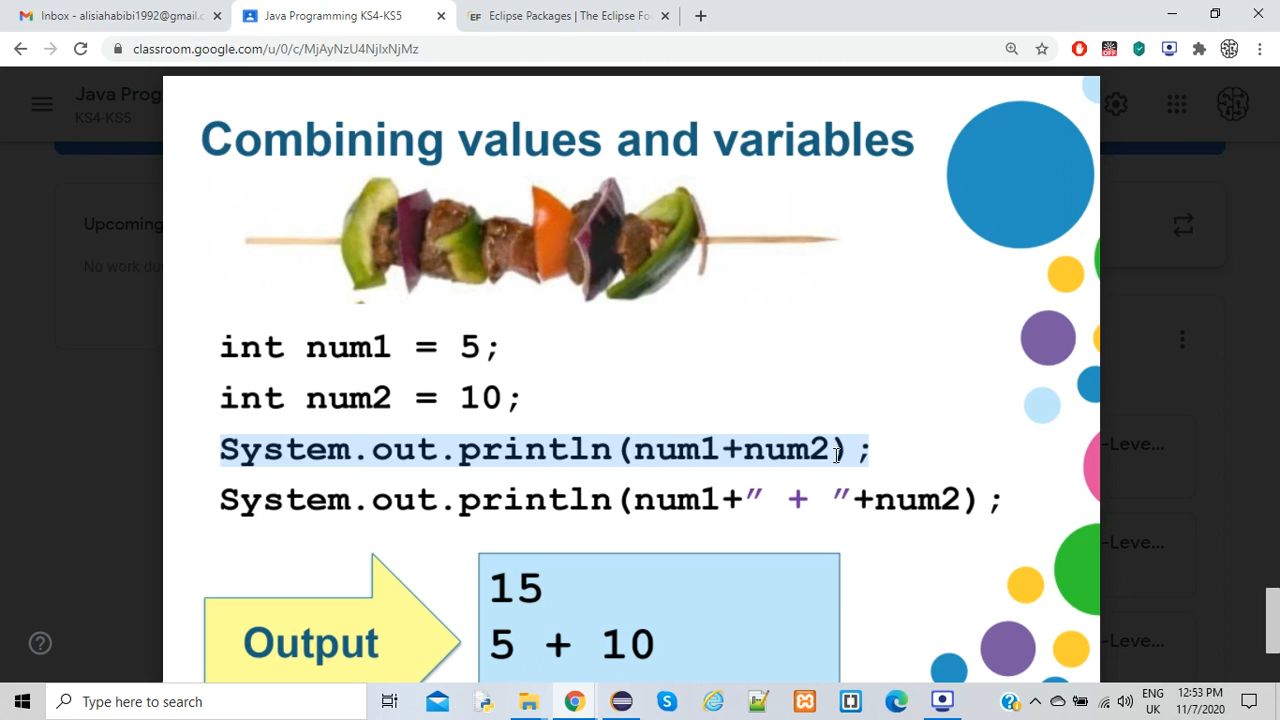 Inbox - alisiahabibi1992@gmail.c
Java Programming KS4-KS5
Eclipse Packages | The Eclipse Fou
classroom.google.com/u/0/c/MjAyNzU4NjIxNjMz
OFF
Java Prog
KS4-KS5
Combining values and variables
Upcoming
No work du
int num1 = 5;
int num2 = 10;
System.out.println(num1+num2);
System.out.println(num1+" + "+num2);
-Leve...
-Leve...
-Leve...
Output
15
5 + 10
Type here to search
ENG
UK
12:53 PM
11/7/2020